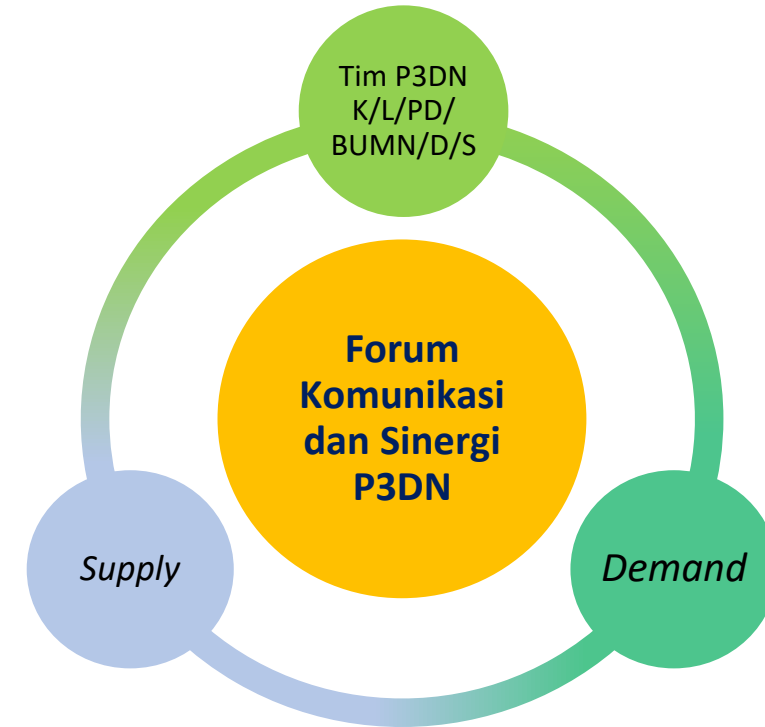 Tim P3DN
K/L/PD/
BUMN/D/S
Forum
Komunikasi
dan Sinergi
P3DN
Supply
Demand